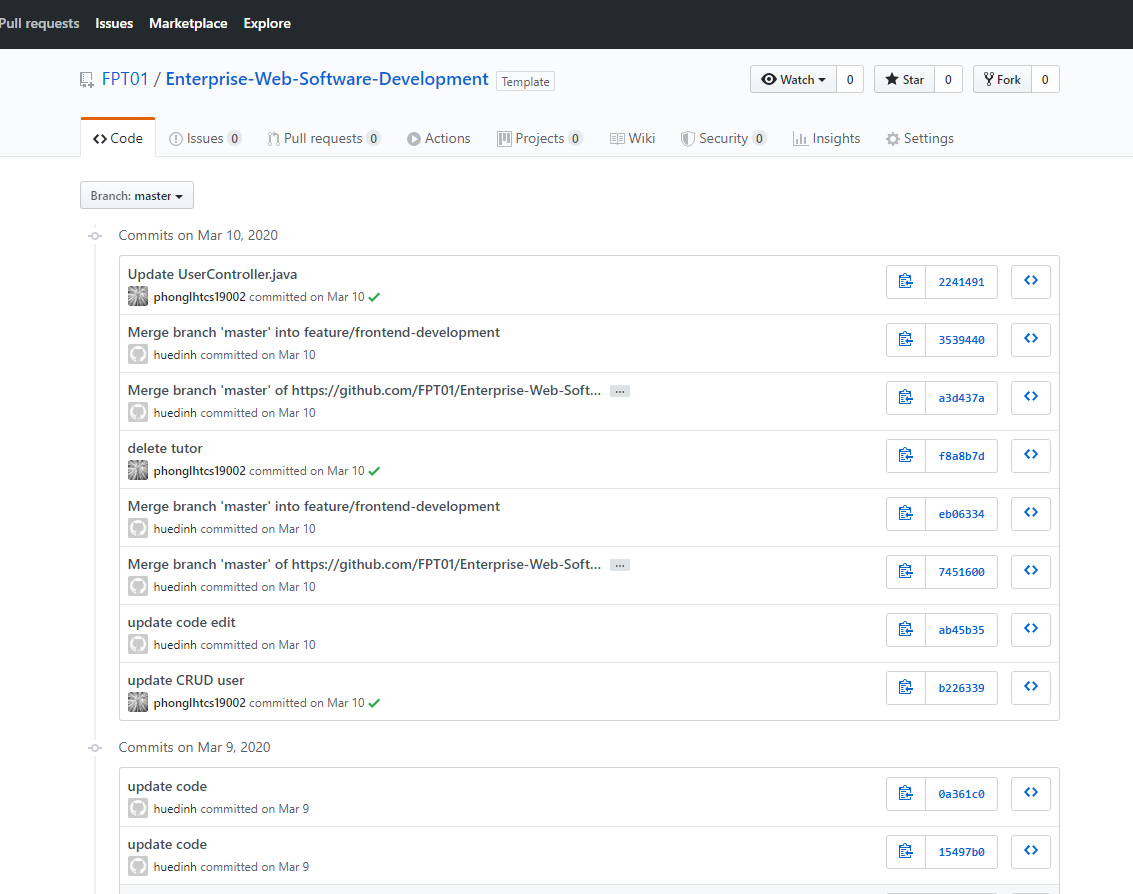 Pull requests Issues Marketplace Explore
FPT01 / Enterprise-Web-Software-Development Template
Watch 0 Star 0 Fork 0
Code Issues 0 Pull requests 0 Actions Projects 0 Wiki Security 0 Insights Settings
Branch: master
Commits on Mar 10, 2020
Update UserController.java
phonglhtcs19002 committed on Mar 10
2241491
Merge branch 'master' into feature/frontend-development
huedinh committed on Mar 10
3539440
Merge branch 'master' of https://github.com/FPT01/Enterprise-Web-Soft... ...
huedinh committed on Mar 10
a3d437a
delete tutor
phonglhtcs19002 committed on Mar 10
f8a8b7d
Merge branch 'master' into feature/frontend-development
huedinh committed on Mar 10
eb06334
Merge branch 'master' of https://github.com/FPT01/Enterprise-Web-Soft... ...
huedinh committed on Mar 10
7451600
update code edit
huedinh committed on Mar 10
ab45b35
update CRUD user
phonglhtcs19002 committed on Mar 10
b226339
Commits on Mar 9, 2020
update code
huedinh committed on Mar 9
0a361c0
update code
huedinh committed on Mar 9
15497b0